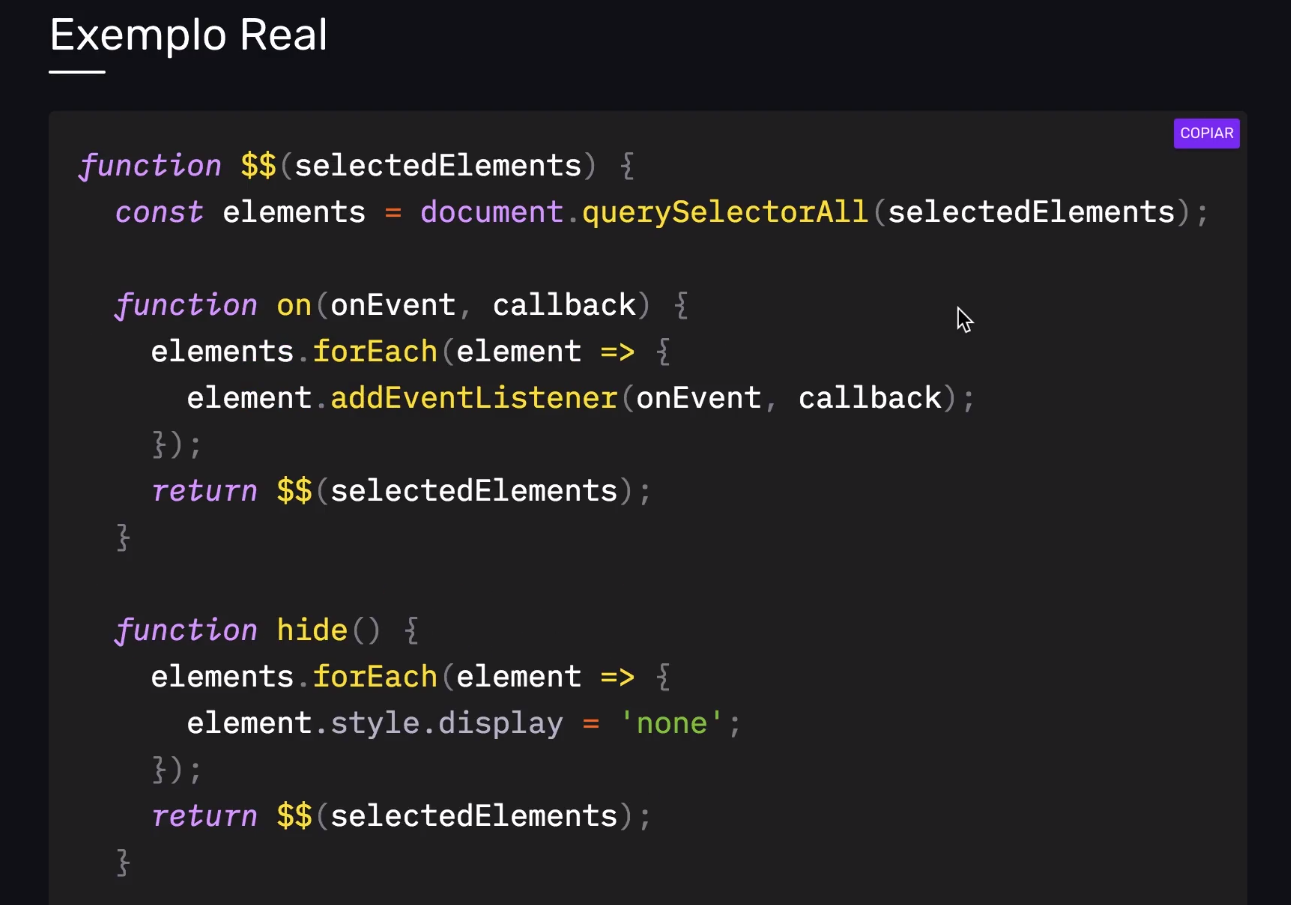 Exemplo Real
COPIAR
function $$(selectedElements) {
  const elements = document.querySelectorAll(selectedElements);

  function on(onEvent, callback) {
    elements.forEach(element => {
      element.addEventListener(onEvent, callback);
    });
    return $$(selectedElements);
  }

  function hide() {
    elements.forEach(element => {
      element.style.display = 'none';
    });
    return $$(selectedElements);
  }